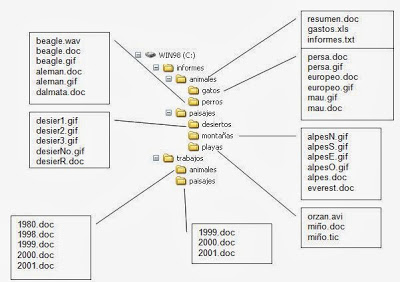 beagle.wav
beagle.doc
beagle.gif
aleman.doc
aleman.gif
dalmata.doc
desier1.gif
desier2.gif
desier3.gif
desierNo.gif
desierR.doc
WIN98 (C:)
informes
animales
gatos
perros
paisajes
desiertos
montañas
playas
trabajos
animales
paisajes
resumen.doc
gastos.xls
informes.txt
persa.doc
persa.gif
europeo.doc
europeo.gif
mau.gif
mau.doc
alpesN.gif
alpesS.gif
alpesE.gif
alpesO.gif
alpes.doc
everest.doc
orzan.avi
miño.doc
miño.tic
1980.doc
1998.doc
1999.doc
2000.doc
2001.doc
1999.doc
2000.doc
2001.doc